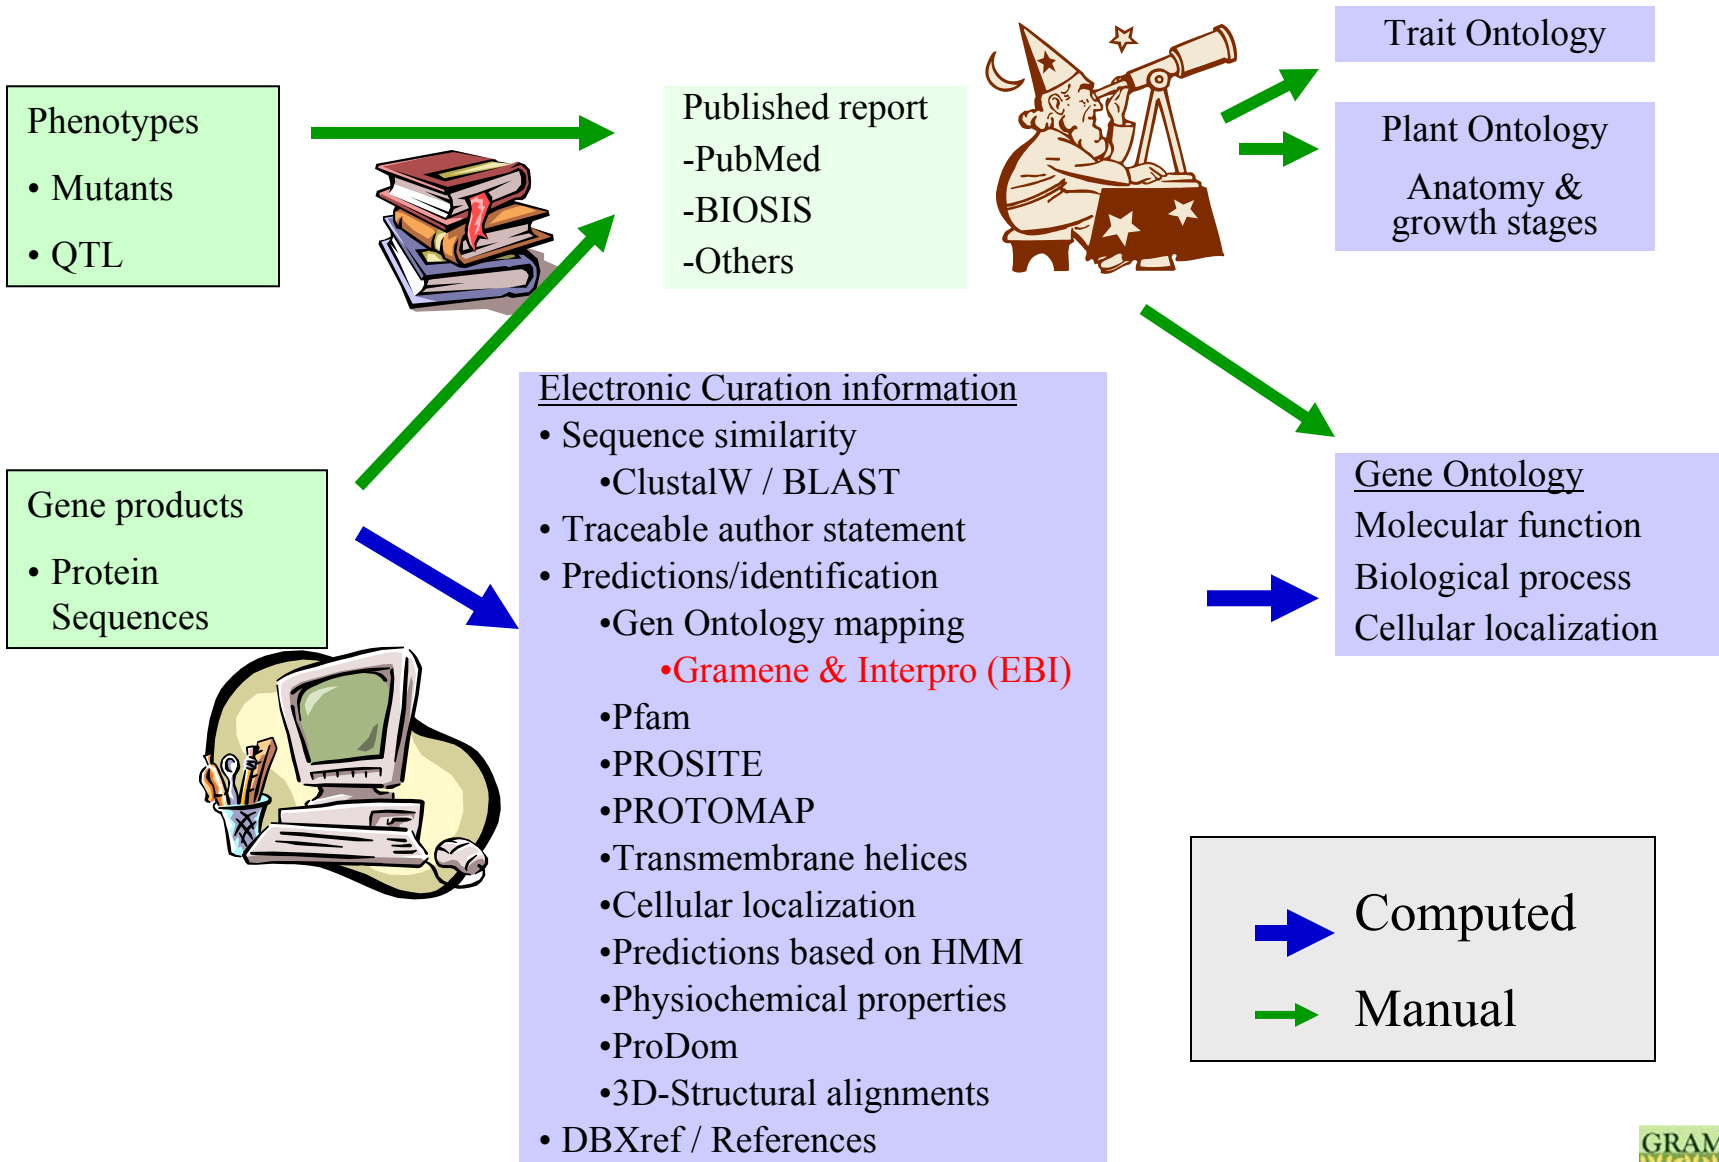 Phenotypes
• Mutants
• QTL
Published report
-PubMed
-BIOSIS
-Others
Trait Ontology
Plant Ontology
Anatomy &
growth stages
Gene products
• Protein
Sequences
Electronic Curation information
• Sequence similarity
•ClustalW / BLAST
• Traceable author statement
• Predictions/identification
•Gen Ontology mapping
•Gramene & Interpro (EBI)
•Pfam
•PROSITE
•PROTOMAP
•Transmembrane helices
•Cellular localization
•Predictions based on HMM
•Physiochemical properties
•ProDom
•3D-Structural alignments
• DBXref / References
Gene Ontology
Molecular function
Biological process
Cellular localization
Computed
Manual
GRAM